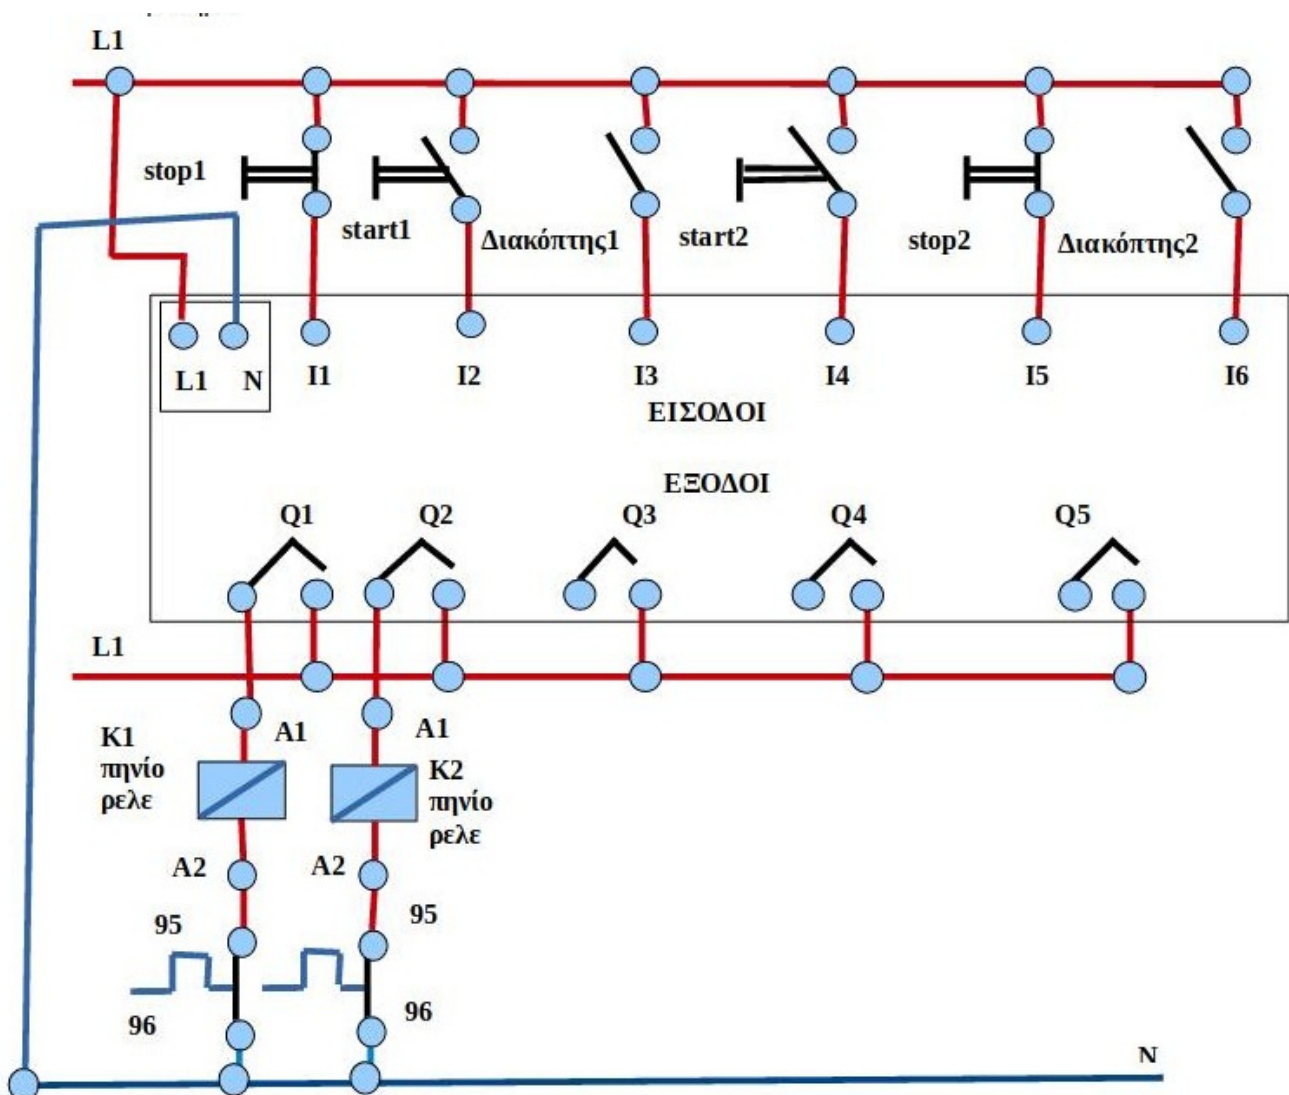 L1
stop1
start1
Διακόπτης1
start2
stop2
Διακόπτης2
L1 N I1 I2 I3 I4 I5 I6
ΕΙΣΟΔΟΙ
ΕΞΟΔΟΙ
Q1 Q2 Q3 Q4 Q5
L1
K1
πηνίο
ρελε
A1
A1
K2
πηνίο
ρελε
A2
A2
95
95
96
96
N